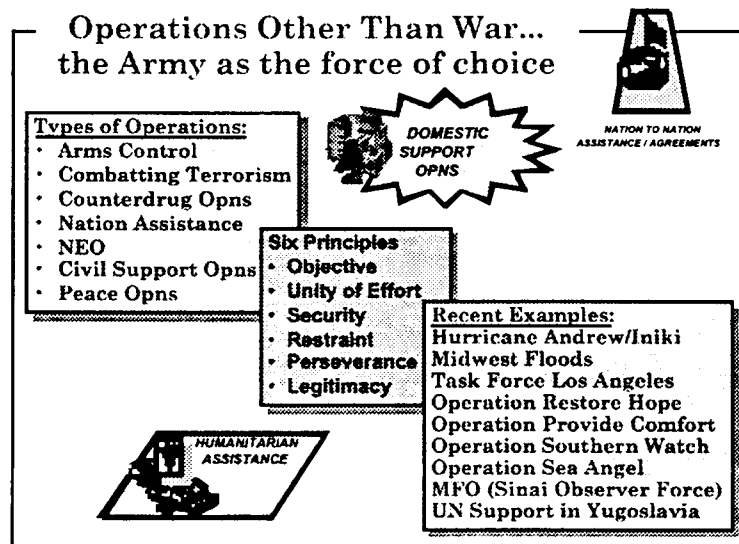 Operations Other Than War...
the Army as the force of choice
NATION TO NATION
ASSISTANCE / AGREEMENTS
DOMESTIC
SUPPORT
OPNS
Types of Operations:
· Arms Control
· Combatting Terrorism
· Counterdrug Opns
· Nation Assistance
· NEO
· Civil Support Opns
· Peace Opns
Six Principles
• Objective
• Unity of Effort
• Security
• Restraint
• Perseverance
• Legitimacy
Recent Examples:
Hurricane Andrew/Iniki
Midwest Floods
Task Force Los Angeles
Operation Restore Hope
Operation Provide Comfort
Operation Southern Watch
Operation Sea Angel
MFO (Sinai Observer Force)
UN Support in Yugoslavia
HUMANITARIAN
ASSISTANCE